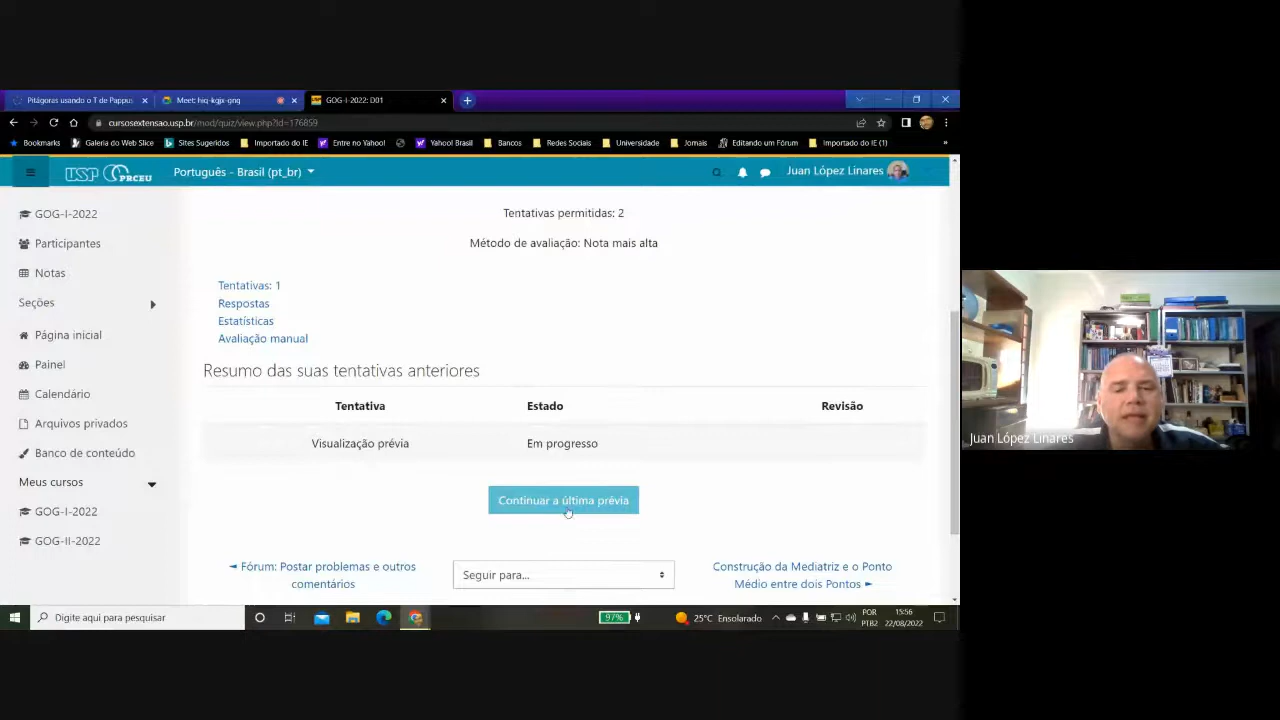 Pitágoras usando o T de Pappus
Meet: hiq-kgjx-gnq
GOG-I-2022: D01
cursosextensao.usp.br/mod/quiz/view.php?id=176859
Bookmarks
Galeria do Web Slice
Sites Sugeridos
Importado do IE
Entre no Yahoo!
Yahoo! Brasil
Bancos
Redes Sociais
Universidade
Jornais
Editando um Fórum
Importado do IE (1)
»
USP PRCEU
Português - Brasil (pt_br)
Juan López Linares
GOG-I-2022
Participantes
Notas
Seções
Página inicial
Painel
Calendário
Arquivos privados
Banco de conteúdo
Meus cursos
GOG-I-2022
GOG-II-2022
Tentativas permitidas: 2
Método de avaliação: Nota mais alta
Tentativas: 1
Respostas
Estatísticas
Avaliação manual
Resumo das suas tentativas anteriores
Tentativa Estado Revisão
Visualização prévia Em progresso
Continuar a última prévia
◄ Fórum: Postar problemas e outros
comentários
Seguir para...
Construção da Mediatriz e o Ponto
Médio entre dois Pontos ►
Digite aqui para pesquisar
97%
25°C Ensolarado
POR
PTB2
15:56
22/08/2022
Juan López Linares